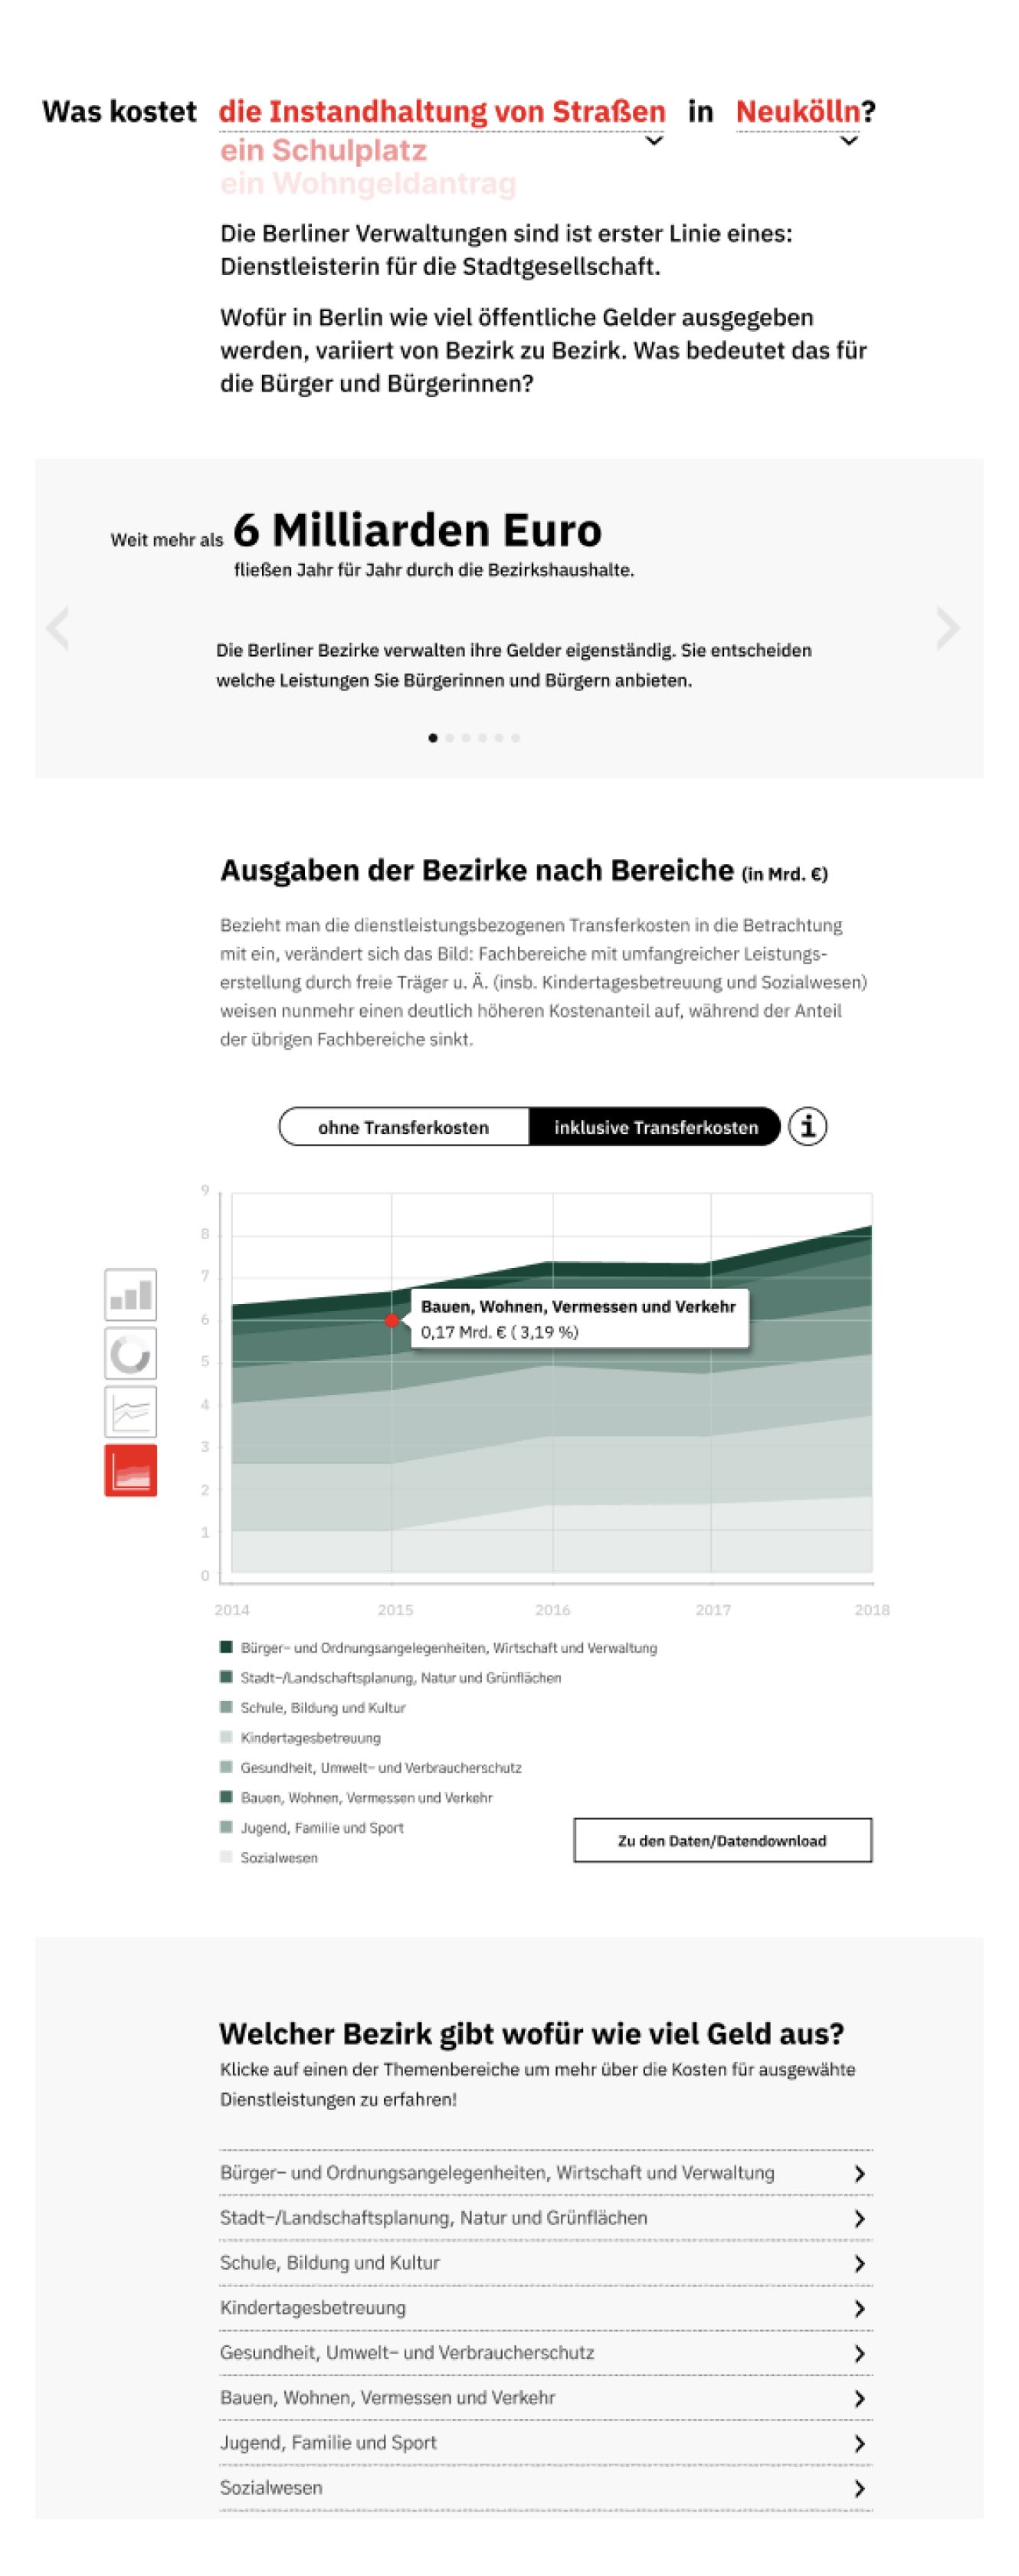 Was kostet die Instandhaltung von Straßen in Neukölln?
ein Schulplatz
ein Wohngeldantrag
Die Berliner Verwaltungen sind ist erster Linie eines:
Dienstleisterin für die Stadtgesellschaft.
Wofür in Berlin wie viel öffentliche Gelder ausgegeben
werden, variiert von Bezirk zu Bezirk. Was bedeutet das für
die Bürger und Bürgerinnen?
Weit mehr als 6 Milliarden Euro
fließen Jahr für Jahr durch die Bezirkshaushalte.
Die Berliner Bezirke verwalten ihre Gelder eigenständig. Sie entscheiden
welche Leistungen Sie Bürgerinnen und Bürgern anbieten.
Ausgaben der Bezirke nach Bereiche (in Mrd. €)
Bezieht man die dienstleistungsbezogenen Transferkosten in die Betrachtung
mit ein, verändert sich das Bild: Fachbereiche mit umfangreicher Leistungs-
erstellung durch freie Träger u. Ä. (insb. Kindertagesbetreuung und Sozialwesen)
weisen nunmehr einen deutlich höheren Kostenanteil auf, während der Anteil
der übrigen Fachbereiche sinkt.
ohne Transferkosten inklusive Transferkosten i
9
8
7
6
5
4
3
2
1
0
Bauen, Wohnen, Vermessen und Verkehr
0,17 Mrd. € ( 3,19 %)
2014 2015 2016 2017 2018
Bürger- und Ordnungsangelegenheiten, Wirtschaft und Verwaltung
Stadt-/Landschaftsplanung, Natur und Grünflächen
Schule, Bildung und Kultur
Kindertagesbetreuung
Gesundheit, Umwelt- und Verbraucherschutz
Bauen, Wohnen, Vermessen und Verkehr
Jugend, Familie und Sport
Sozialwesen
Zu den Daten/Datendownload
Welcher Bezirk gibt wofür wie viel Geld aus?
Klicke auf einen der Themenbereiche um mehr über die Kosten für ausgewähte
Dienstleistungen zu erfahren!
Bürger- und Ordnungsangelegenheiten, Wirtschaft und Verwaltung
Stadt-/Landschaftsplanung, Natur und Grünflächen
Schule, Bildung und Kultur
Kindertagesbetreuung
Gesundheit, Umwelt- und Verbraucherschutz
Bauen, Wohnen, Vermessen und Verkehr
Jugend, Familie und Sport
Sozialwesen